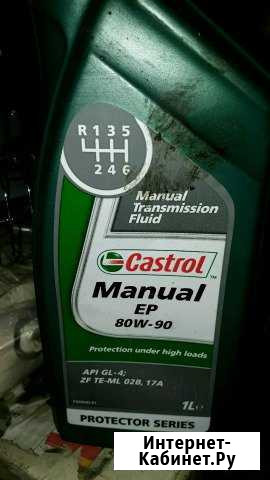 R 1 3 5
2 4 6
Manual
Transmission
Fluid
Castrol
Manual
EP
80W-90
Protection under high loads
API GL-4;
ZF TE-ML 02B, 17A
1L e
PROTECTOR SERIES
Интернет-
Кабинет.Ру